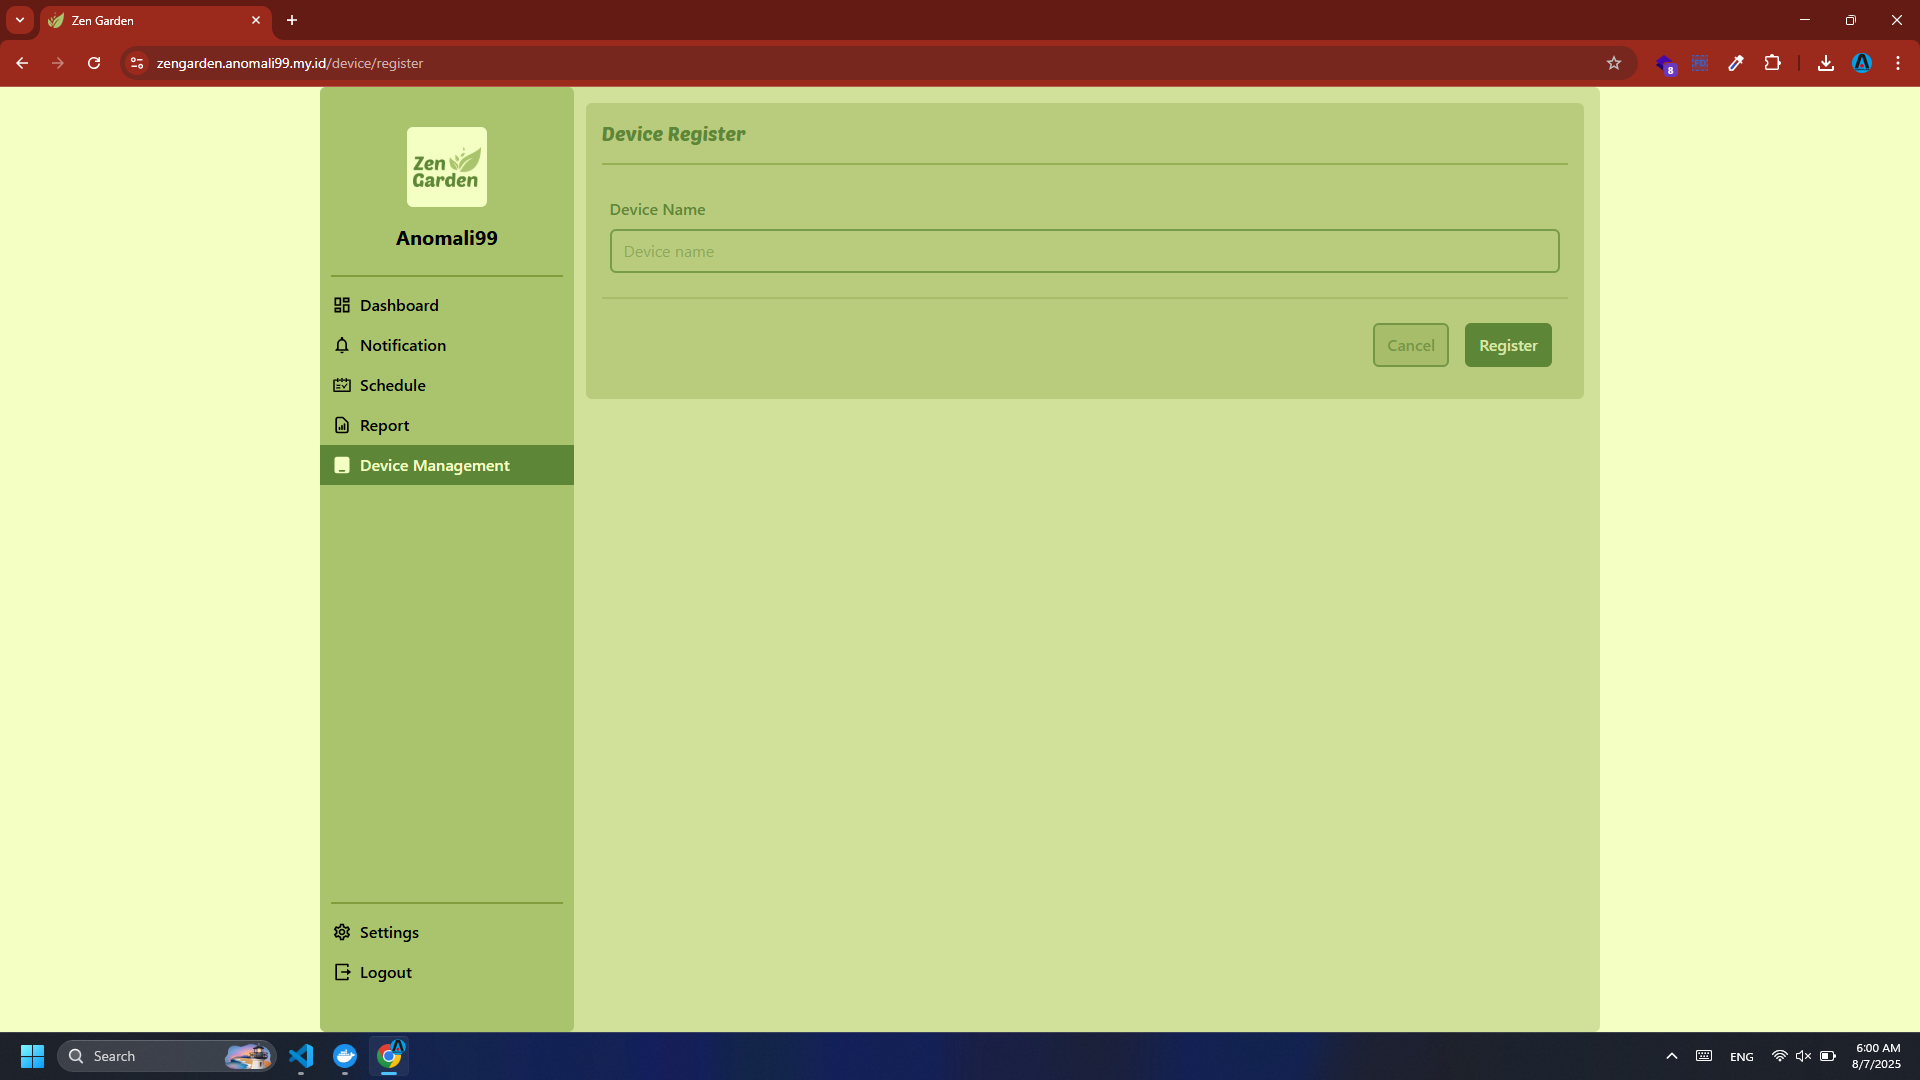 Zen Garden
zengarden.anomali99.my.id/device/register
8
Zen
Garden
Anomali99
Dashboard
Notification
Schedule
Report
Device Management
Settings
Logout
Device Register
Device Name
Device name
Cancel
Register
Search
ENG
6:00 AM
8/7/2025